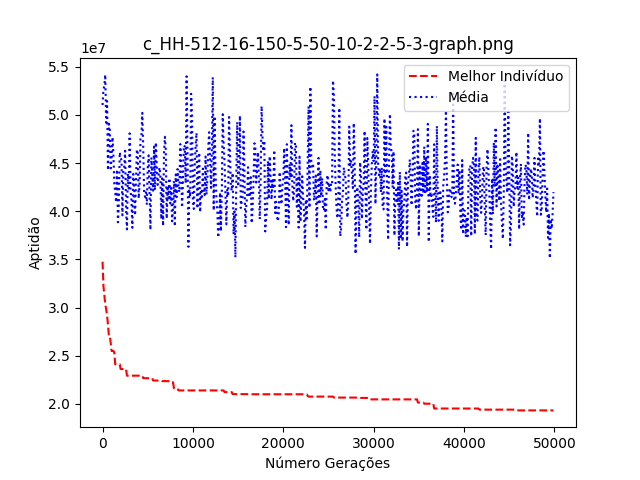 c_HH-512-16-150-5-50-10-2-2-5-3-graph.png
1e7
Melhor Indivíduo
Média
5.5
5.0
4.5
4.0
3.5
3.0
2.5
2.0
Aptidão
0 10000 20000 30000 40000 50000
Número Gerações